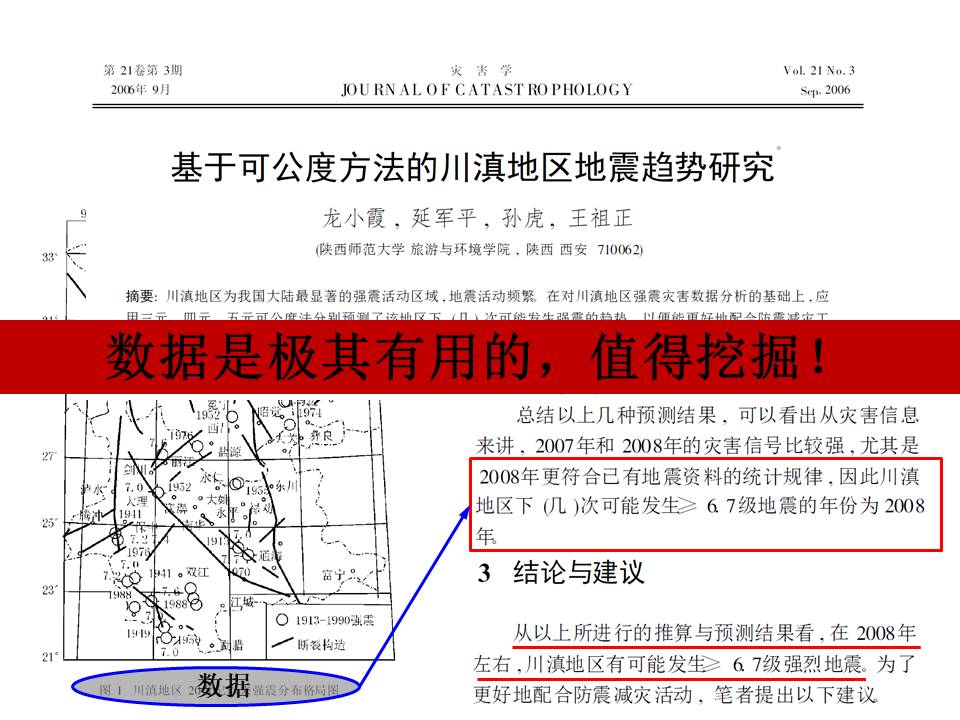 第 21卷第 3期
灾 害 学
Vol. 21 No. 3
2006年 9月
JOURNAL OF CATASTROPHOLOGY
Sep. 2006
基于可公度方法的川滇地区地震趋势研究*
龙小霞，延军平，孙虎，王祖正
(陕西师范大学 旅游与环境学院，陕西 西安 710062)
摘要: 川滇地区为我国大陆最显著的强震活动区域,地震活动频繁。在对川滇地区强震灾害数据分析的基础上,应
用三元、四元、五元可公度法分别预测了该地区下 (几)次可能发生强震的趋势，以便能更好地配合防震减灾工
数据是极其有用的，值得挖掘！
总结以上几种预测结果，可以看出从灾害信息
来讲，2007年和 2008年的灾害信号比较强,尤其是
2008年更符合已有地震资料的统计规律,因此川滇
地区下 (几 )次可能发生≥ 6. 7级地震的年份为 2008
年。
3 结论与建议
从以上所进行的推算与预测结果看,在 2008年
左右,川滇地区有可能发生≥ 6. 7级强烈地震。为了
更好地配合防震减灾活动，笔者提出以下建议。
9
33°
27°
25°
23°
21°
1952
昭觉
1974
1976
盐源
丽江
剑川
永仁
7.0
1952
大姚
1955
东川
泸水
大理
腾冲
1941
永平
7.2
1976
7.0
通海
1970
1941
双江
富宁
1988
7.6
1988
江城
1949
1950
勐腊
7.0
1913-1990强震
断裂构造
图 1 川滇地区 20 强震分布格局图
数据